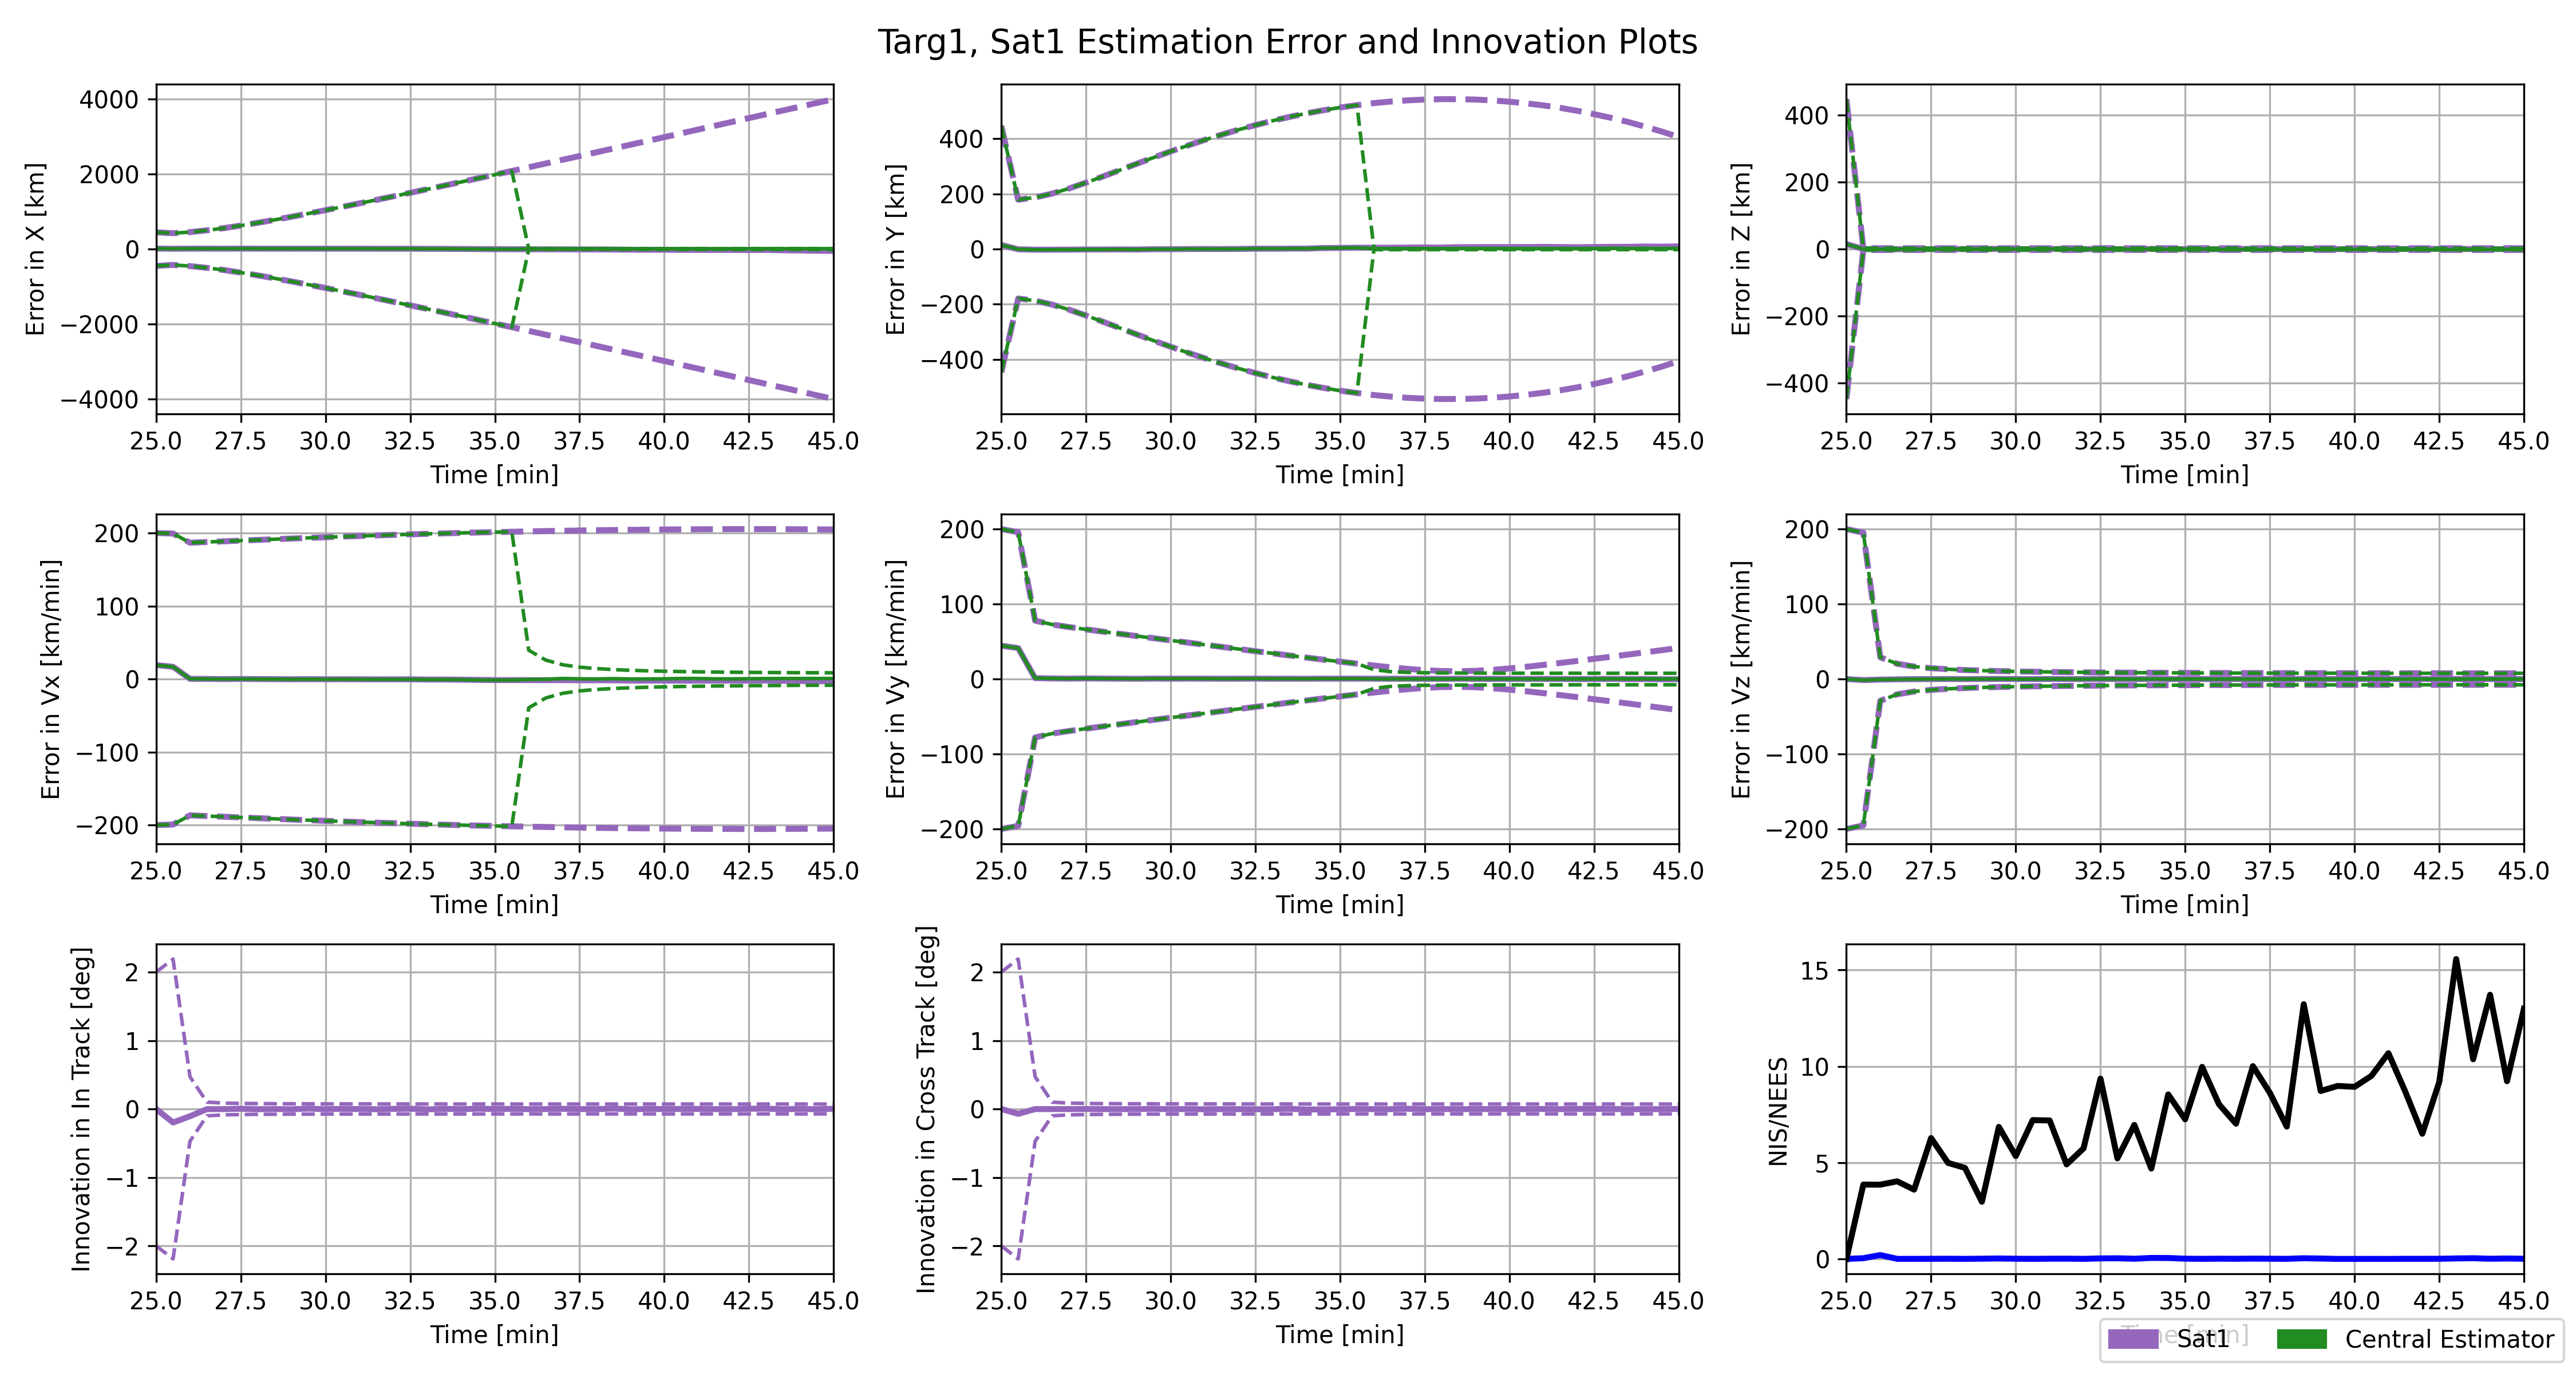 Targ1, Sat1 Estimation Error and Innovation Plots
Error in X [km]
4000
2000
0
−2000
−4000
25.0 27.5 30.0 32.5 35.0 37.5 40.0 42.5 45.0
Time [min]
Error in Y [km]
400
200
0
−200
−400
25.0 27.5 30.0 32.5 35.0 37.5 40.0 42.5 45.0
Time [min]
Error in Z [km]
400
200
0
−200
−400
25.0 27.5 30.0 32.5 35.0 37.5 40.0 42.5 45.0
Time [min]
Error in Vx [km/min]
200
100
0
−100
−200
25.0 27.5 30.0 32.5 35.0 37.5 40.0 42.5 45.0
Time [min]
Error in Vy [km/min]
200
100
0
−100
−200
25.0 27.5 30.0 32.5 35.0 37.5 40.0 42.5 45.0
Time [min]
Error in Vz [km/min]
200
100
0
−100
−200
25.0 27.5 30.0 32.5 35.0 37.5 40.0 42.5 45.0
Time [min]
Innovation in In Track [deg]
2
1
0
−1
−2
25.0 27.5 30.0 32.5 35.0 37.5 40.0 42.5 45.0
Time [min]
Innovation in Cross Track [deg]
2
1
0
−1
−2
25.0 27.5 30.0 32.5 35.0 37.5 40.0 42.5 45.0
Time [min]
NIS/NEES
15
10
5
0
25.0 27.5 30.0 32.5 35.0 37.5 40.0 42.5 45.0
Time [min]
Sat1 Central Estimator